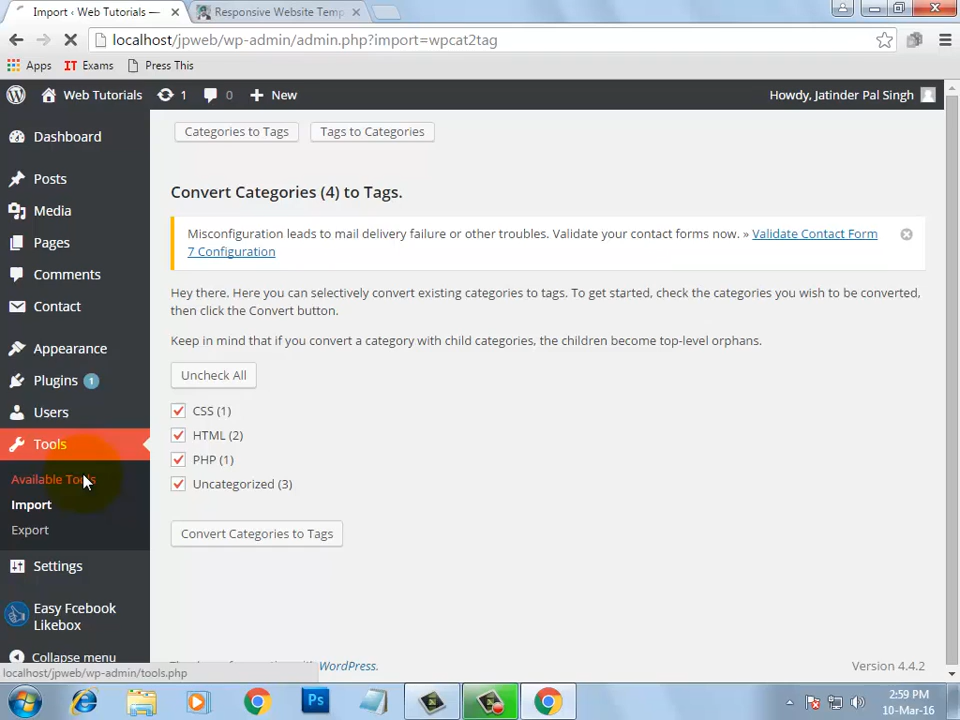 Import ‹ Web Tutorials —
Responsive Website Temp
localhost/jpweb/wp-admin/admin.php?import=wpcat2tag
Apps
IT Exams
Press This
Web Tutorials
1
0
New
Howdy, Jatinder Pal Singh
Dashboard
Posts
Media
Pages
Comments
Contact
Appearance
Plugins 1
Users
Tools
Available Tools
Import
Export
Settings
Easy Fcebook
Likebox
Collapse menu
Categories to Tags
Tags to Categories
Convert Categories (4) to Tags.
Misconfiguration leads to mail delivery failure or other troubles. Validate your contact forms now. » Validate Contact Form
7 Configuration
Hey there. Here you can selectively convert existing categories to tags. To get started, check the categories you wish to be converted,
then click the Convert button.
Keep in mind that if you convert a category with child categories, the children become top-level orphans.
Uncheck All
CSS (1)
HTML (2)
PHP (1)
Uncategorized (3)
Convert Categories to Tags
WordPress.
Version 4.4.2
localhost/jpweb/wp-admin/tools.php
Ps
2:59 PM
10-Mar-16